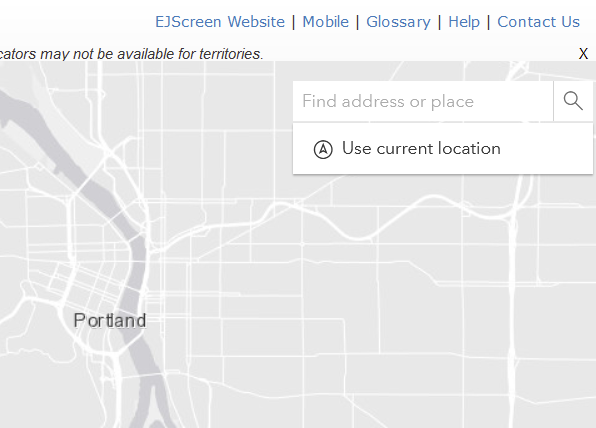 EJScreen Website | Mobile | Glossary | Help | Contact Us
may not be available for territories. X
Find address or place
Use current location
Portland